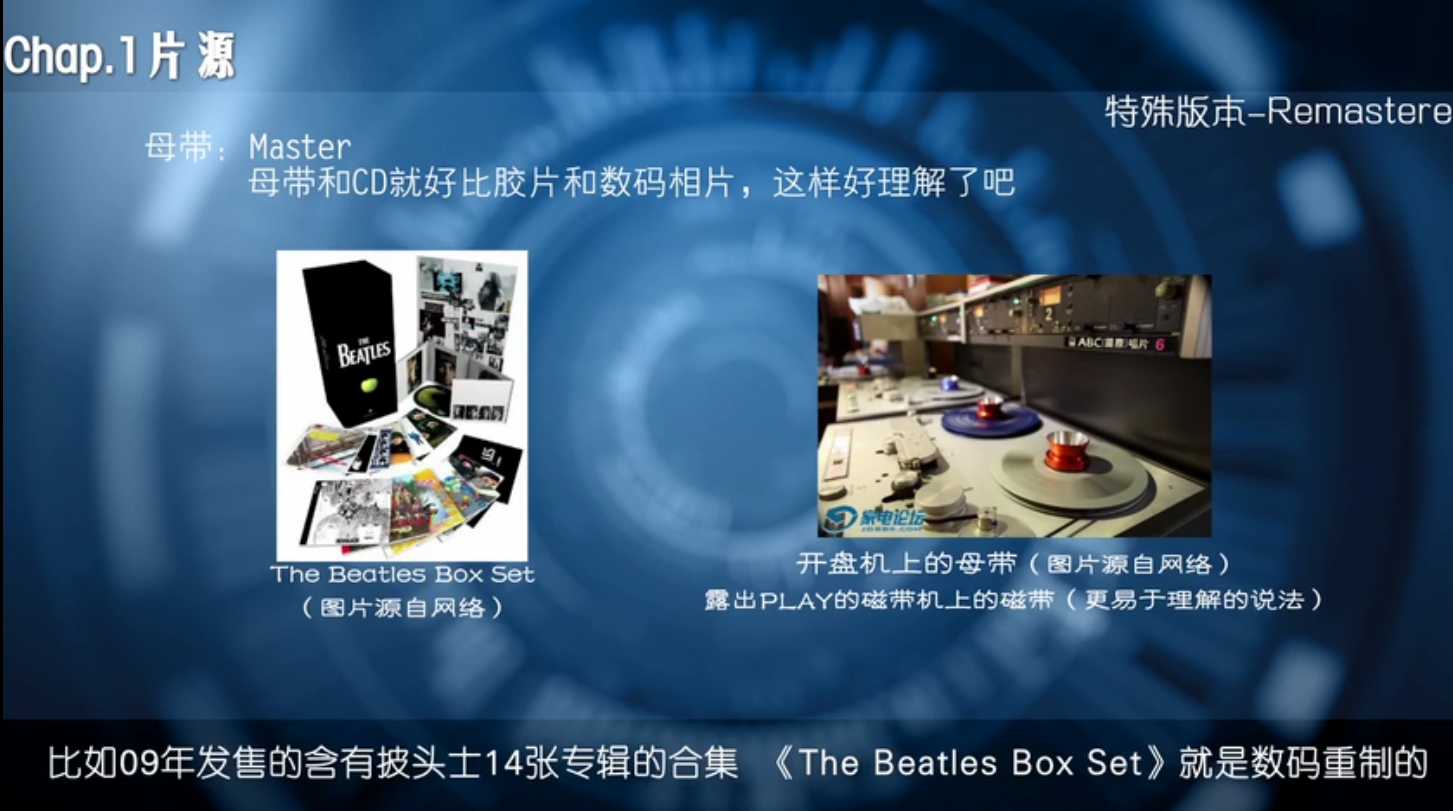 Chap.1片源
特殊版本-Remastere
母带：Master
母带和CD就好比胶片和数码相片，这样好理解了吧
THE
BEATLES
2
ABC(國際)唱片 6
家电论坛
JDBBS.COM
The Beatles Box Set
（图片源自网络）
开盘机上的母带（图片源自网络）
露出PLAY的磁带机上的磁带（更易于理解的说法）
比如09年发售的含有披头士14张专辑的合集 《The Beatles Box Set》就是数码重制的